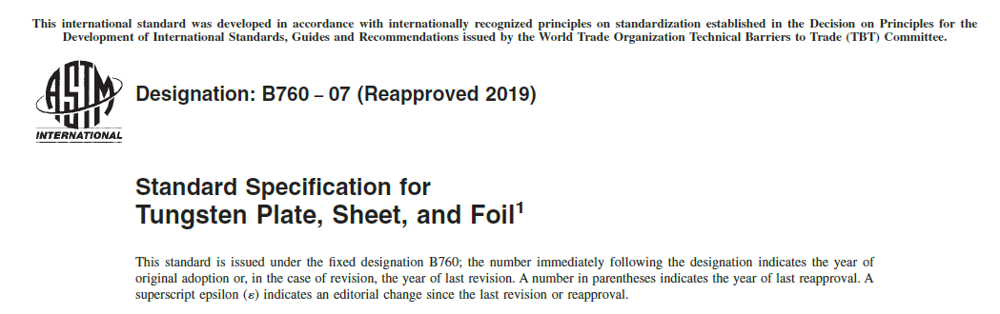 This international standard was developed in accordance with internationally recognized principles on standardization established in the Decision on Principles for the
Development of International Standards, Guides and Recommendations issued by the World Trade Organization Technical Barriers to Trade (TBT) Committee.
ASTM
INTERNATIONAL
Designation: B760 – 07 (Reapproved 2019)
Standard Specification for
Tungsten Plate, Sheet, and Foil¹
This standard is issued under the fixed designation B760; the number immediately following the designation indicates the year of
original adoption or, in the case of revision, the year of last revision. A number in parentheses indicates the year of last reapproval. A
superscript epsilon (ε) indicates an editorial change since the last revision or reapproval.